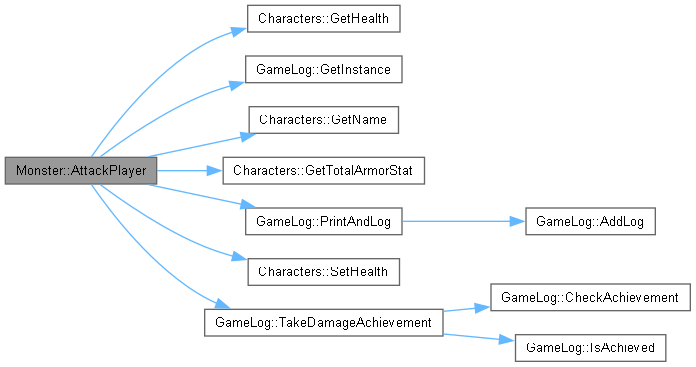 Characters::GetHealth
GameLog::GetInstance
Characters::GetName
Monster::AttackPlayer
Characters::GetTotalArmorStat
GameLog::PrintAndLog
GameLog::AddLog
Characters::SetHealth
GameLog::CheckAchievement
GameLog::TakeDamageAchievement
GameLog::IsAchieved